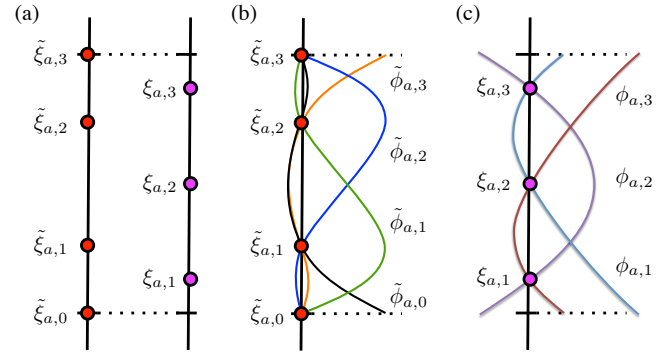 (a)
ξ̃a,3
ξ̃a,2
ξ̃a,1
ξ̃a,0
ξa,3
ξa,2
ξa,1
(b)
ξ̃a,3
ξ̃a,2
ξ̃a,1
ξ̃a,0
ϕ̃a,3
ϕ̃a,2
ϕ̃a,1
ϕ̃a,0
(c)
ξa,3
ξa,2
ξa,1
ϕa,3
ϕa,2
ϕa,1